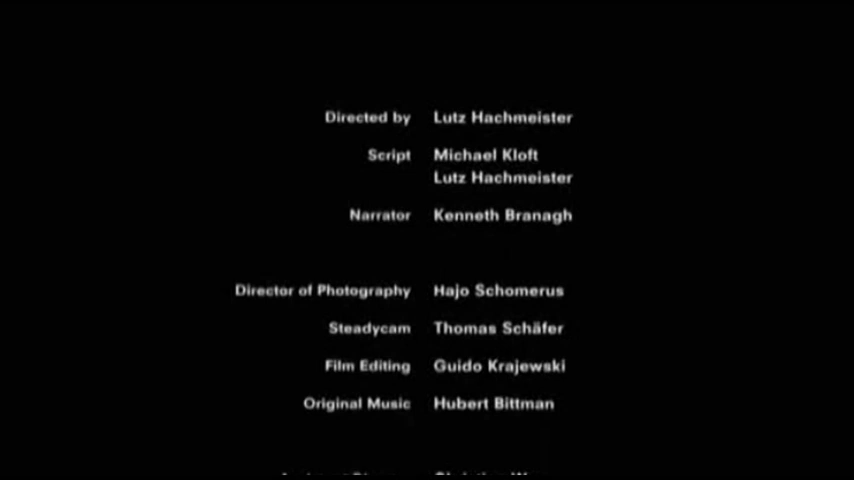 Directed by Lutz Hachmeister
Script Michael Kloft
Lutz Hachmeister
Narrator Kenneth Branagh
Director of Photography Hajo Schomerus
Steadycam Thomas Schäfer
Film Editing Guido Krajewski
Original Music Hubert Bittman